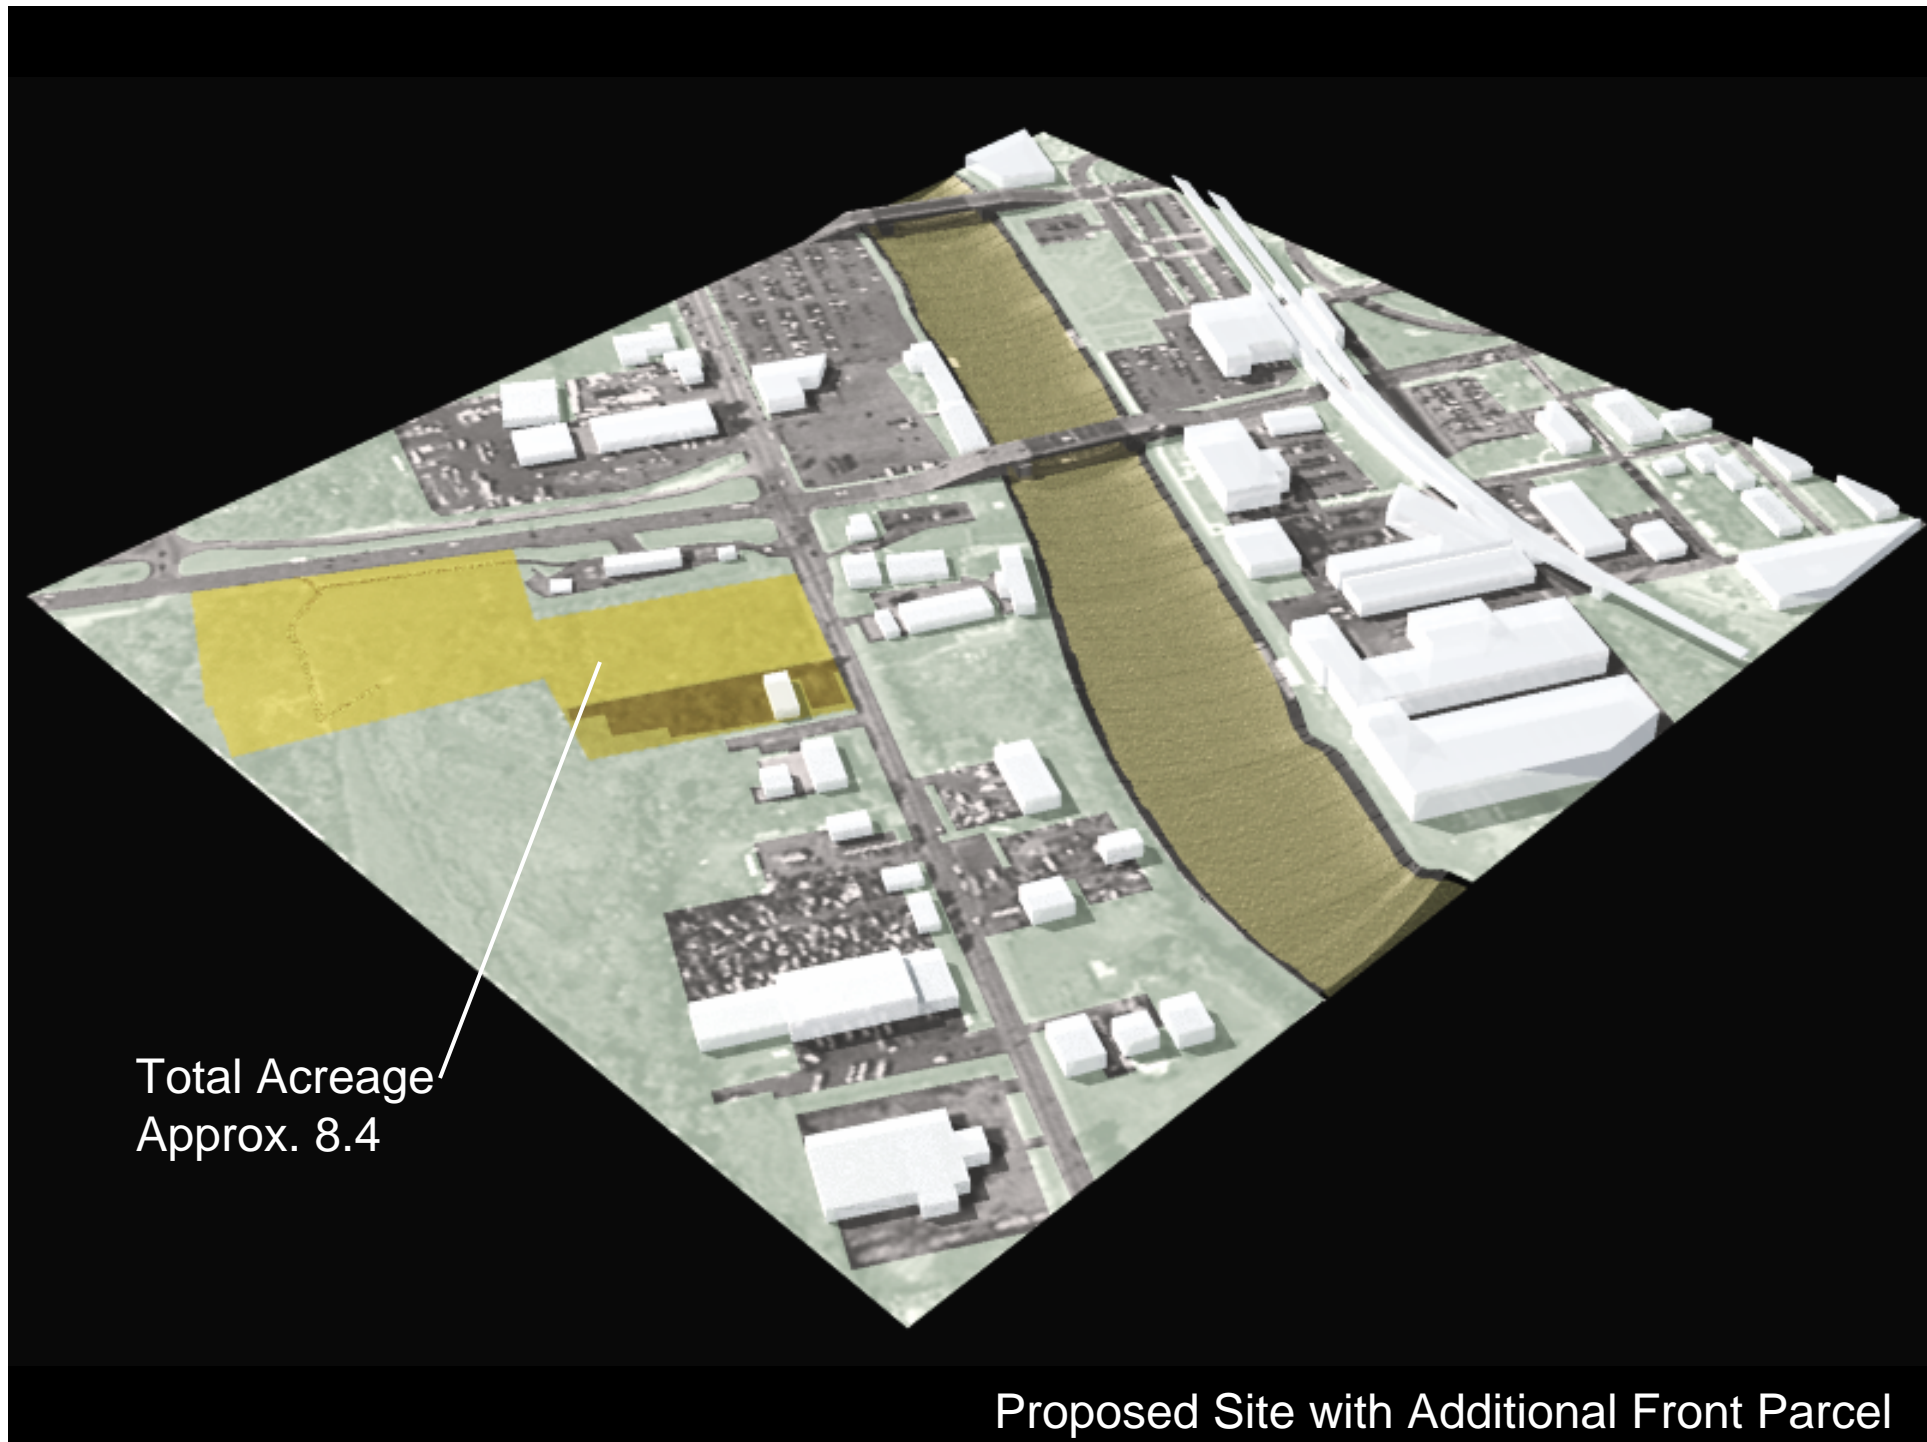 Total Acreage
Approx. 8.4
Proposed Site with Additional Front Parcel